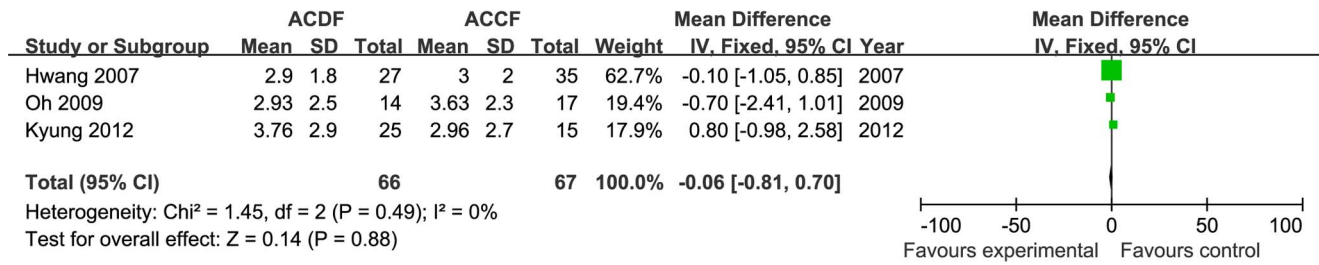 ACDF ACCF Mean Difference Mean Difference
Study or Subgroup Mean SD Total Mean SD Total Weight IV, Fixed, 95% CI Year IV, Fixed, 95% CI
Hwang 2007 2.9 1.8 27 3 2 35 62.7% -0.10 [-1.05, 0.85] 2007
Oh 2009 2.93 2.5 14 3.63 2.3 17 19.4% -0.70 [-2.41, 1.01] 2009
Kyung 2012 3.76 2.9 25 2.96 2.7 15 17.9% 0.80 [-0.98, 2.58] 2012
Total (95% CI) 66 67 100.0% -0.06 [-0.81, 0.70]
Heterogeneity: Chi² = 1.45, df = 2 (P = 0.49); I² = 0%
Test for overall effect: Z = 0.14 (P = 0.88)
-100 -50 0 50 100
Favours experimental Favours control